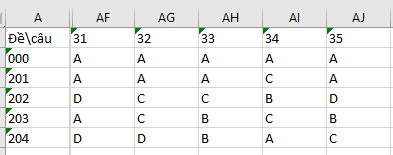 A AF AG AH AI AJ
Đề\câu 31 32 33 34 35
000 A A A A A
201 A A A C A
202 D C C B D
203 A C B C B
204 D D B A C